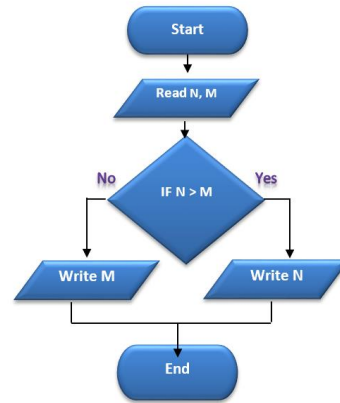 Start
Read N, M
No
Yes
IF N > M
Write M
Write N
End